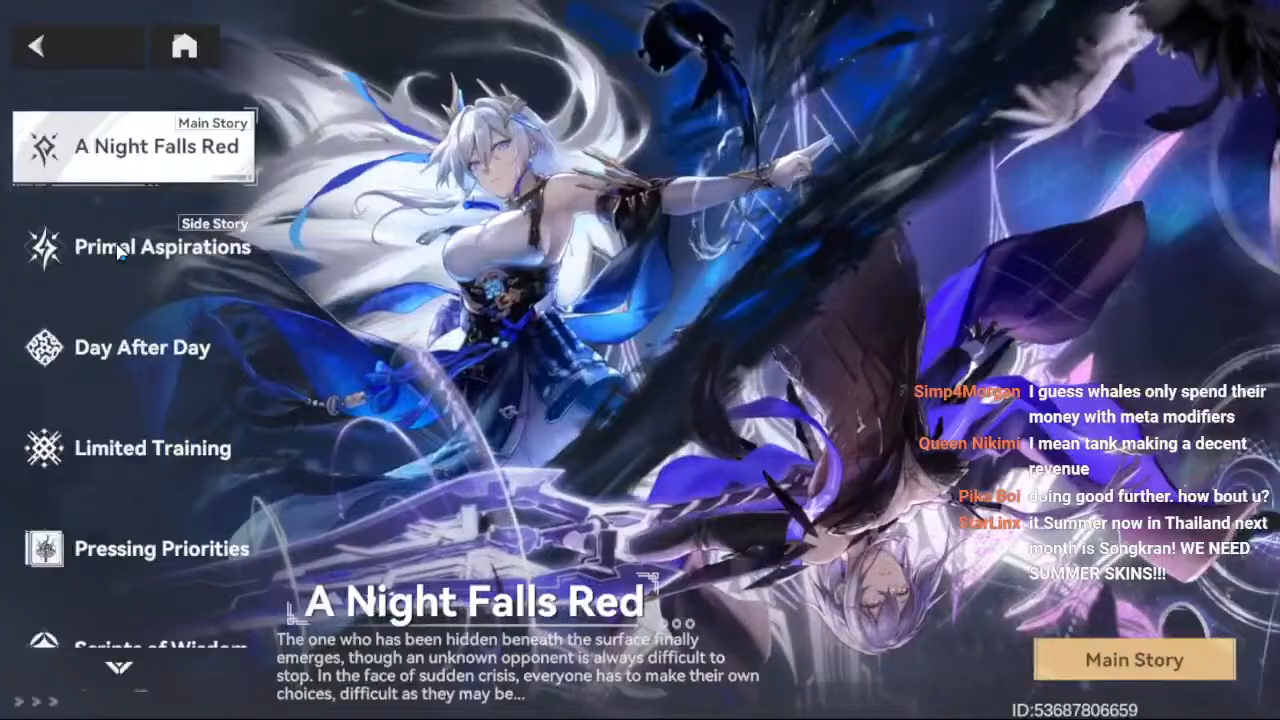 Main Story
A Night Falls Red
Side Story
Primal Aspirations
Day After Day
Limited Training
Pressing Priorities
Scripts of Wisdom
Simp4Morgan I guess whales only spend their
money with meta modifiers
Queen Nikimi I mean tank making a decent
revenue
Pika Boi doing good further. how bout u?
StarLinx it Summer now in Thailand next
month is Songkran! WE NEED
SUMMER SKINS!!!
A Night Falls Red
The one who has been hidden beneath the surface finally
emerges, though an unknown opponent is always difficult to
stop. In the face of sudden crisis, everyone has to make their own
choices, difficult as they may be...
Main Story
ID:53687806659